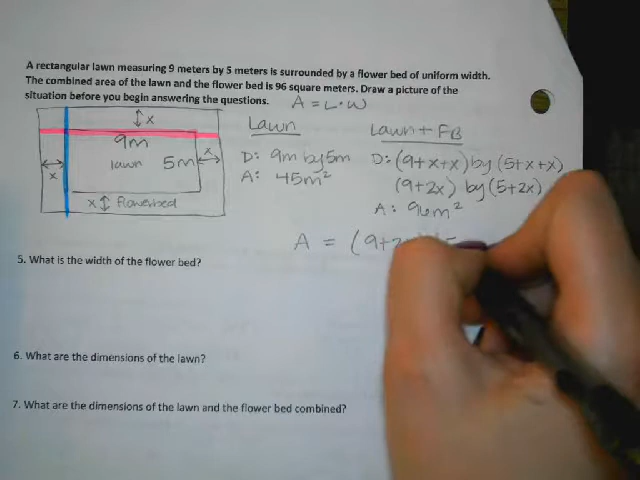 A rectangular lawn measuring 9 meters by 5 meters is surrounded by a flower bed of uniform width.
The combined area of the lawn and the flower bed is 96 square meters. Draw a picture of the
situation before you begin answering the questions.
A = L·W
x
9m
lawn
5m
x
x
x
Flowerbed
Lawn
D: 9m by 5m
A: 45m²
Lawn + FB
D: (9+x+x) by (5+x+x)
(9+2x) by (5+2x)
A: 96m²
A = (9+2
5. What is the width of the flower bed?
6. What are the dimensions of the lawn?
7. What are the dimensions of the lawn and the flower bed combined?